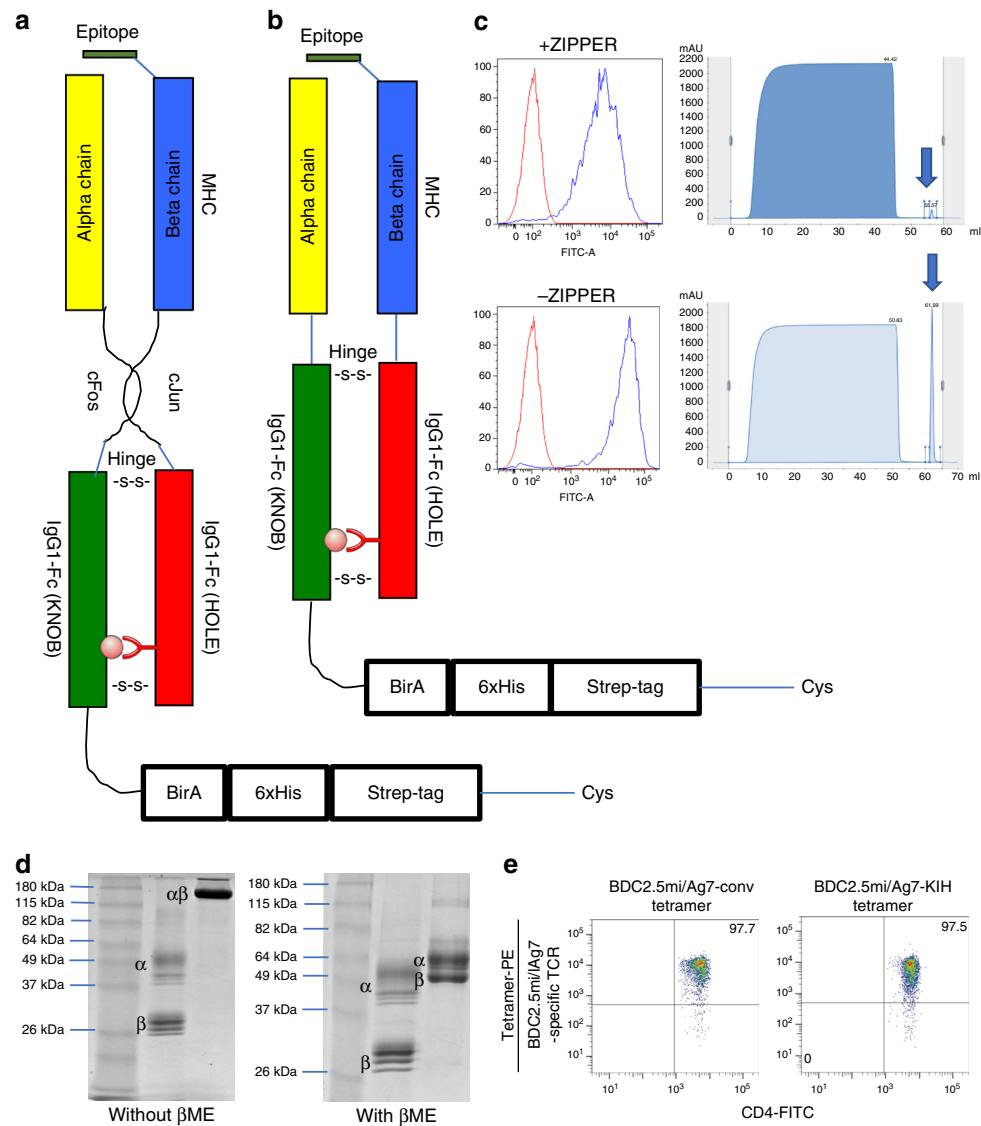 a
Epitope
Alpha chain
Beta chain
MHC
cFos
cJun
Hinge
-s-s-
IgG1-Fc (KNOB)
IgG1-Fc (HOLE)
-s-s-
BirA
6xHis
Strep-tag
Cys
b
Epitope
Alpha chain
Beta chain
MHC
Hinge
-s-s-
IgG1-Fc (KNOB)
IgG1-Fc (HOLE)
-s-s-
BirA
6xHis
Strep-tag
Cys
c
+ZIPPER
100
80
60
40
20
0
0 10² 10³ 10⁴ 10⁵
FITC-A
mAU
2200
2000
1800
1600
1400
1200
1000
800
600
400
200
0
44.42
55.57
0 10 20 30 40 50 60 ml
–ZIPPER
100
80
60
40
20
0
0 10² 10³ 10⁴ 10⁵
FITC-A
mAU
1800
1600
1400
1200
1000
800
600
400
200
0
50.83
61.99
0 10 20 30 40 50 60 70 ml
d
180 kDa
115 kDa
82 kDa
64 kDa
49 kDa
37 kDa
26 kDa
αβ
α
β
Without βME
180 kDa
115 kDa
82 kDa
64 kDa
49 kDa
37 kDa
26 kDa
α
β
α
β
With βME
e
BDC2.5mi/Ag7-conv
tetramer
97.7
10⁵
10⁴
10³
10²
10¹
10¹ 10³ 10⁵
BDC2.5mi/Ag7-KIH
tetramer
97.5
10⁵
10⁴
10³
10²
10¹
0
10¹ 10³ 10⁵
Tetramer-PE
BDC2.5mi/IAg7
-specific TCR
CD4-FITC